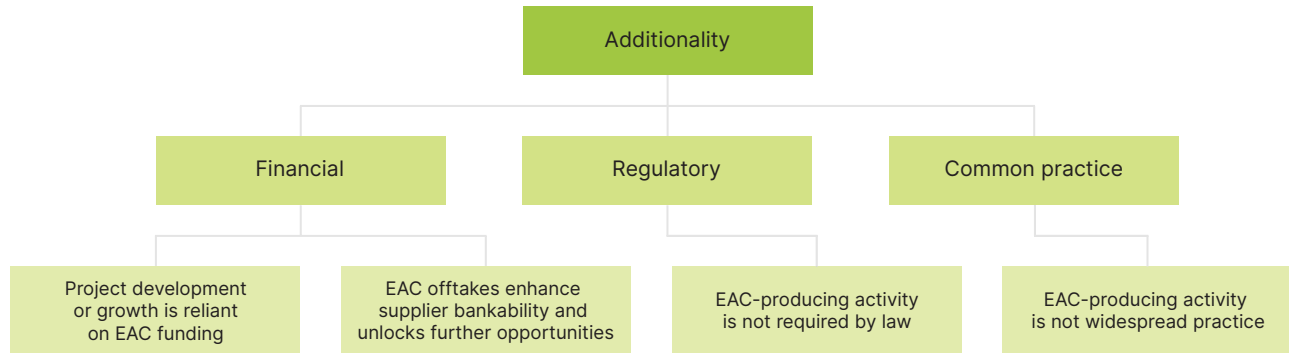 Additionality
Financial
Regulatory
Common practice
Project development
or growth is reliant
on EAC funding
EAC offtakes enhance
supplier bankability and
unlocks further opportunities
EAC-producing activity
is not required by law
EAC-producing activity
is not widespread practice